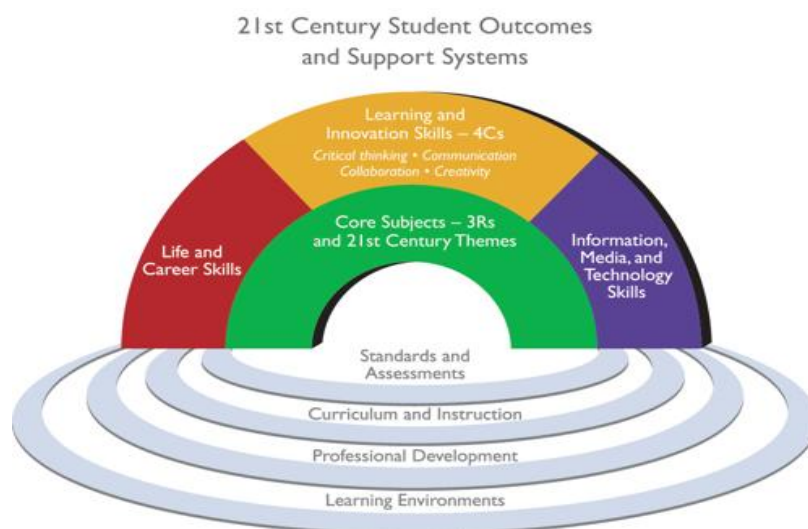 21st Century Student Outcomes
and Support Systems
Learning and
Innovation Skills – 4Cs
Critical thinking • Communication
Collaboration • Creativity
Core Subjects – 3Rs
and 21st Century Themes
Life and
Career Skills
Information,
Media, and
Technology
Skills
Standards and
Assessments
Curriculum and Instruction
Professional Development
Learning Environments